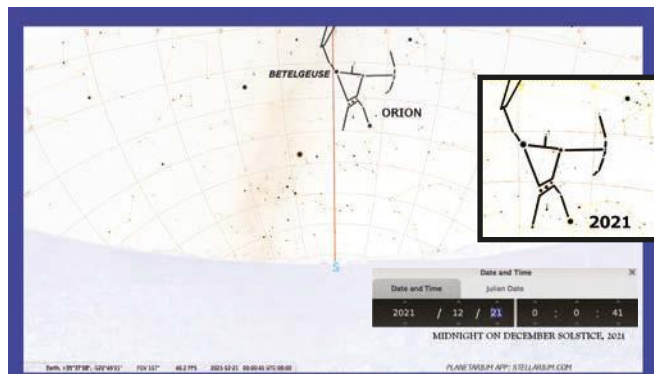 BETELGEUSE
ORION
2021
S
Date and Time
Date and Time Julian Date
2021 / 12 / 21 0 : 0 : 41
MIDNIGHT ON DECEMBER SOLSTICE, 2021
PLANETARIUM APP: STELLARIUM.COM